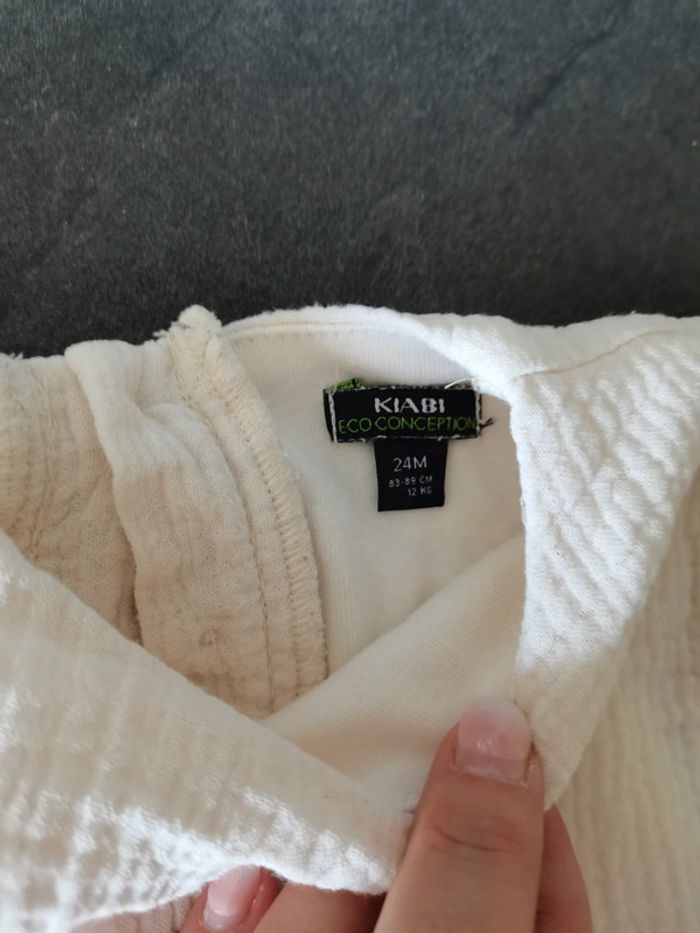 KIABI
ECO CONCEPTION
24M
83-89 CM
12 KG